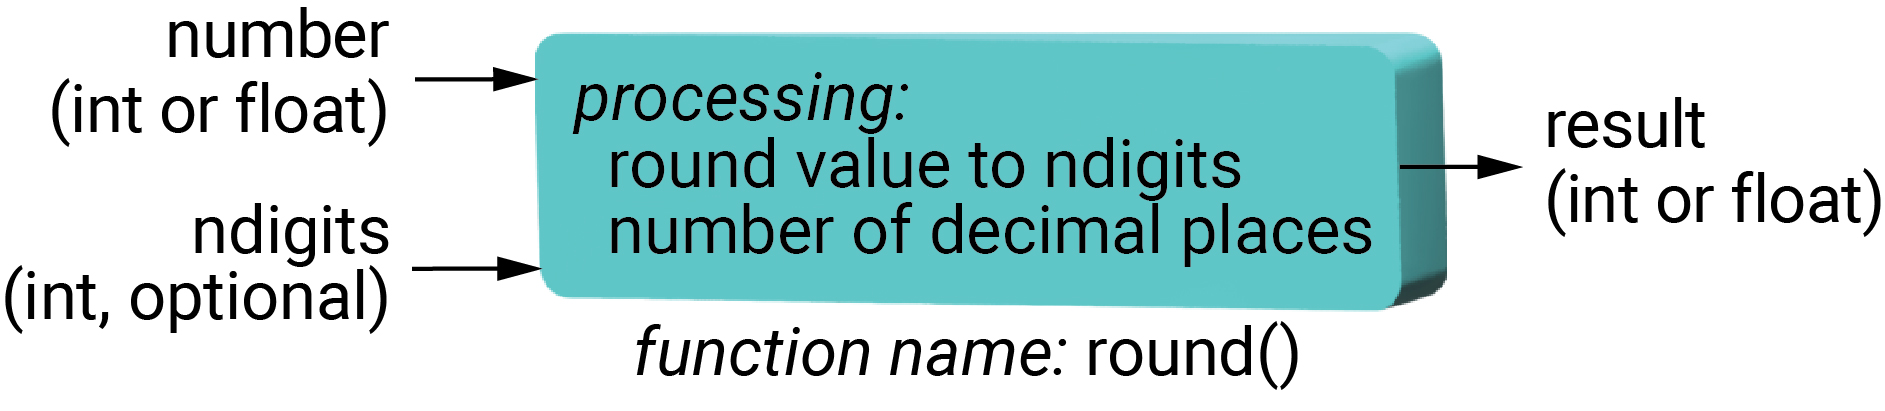 number
(int or float)
ndigits
(int, optional)
processing:
round value to ndigits
number of decimal places
function name: round()
result
(int or float)